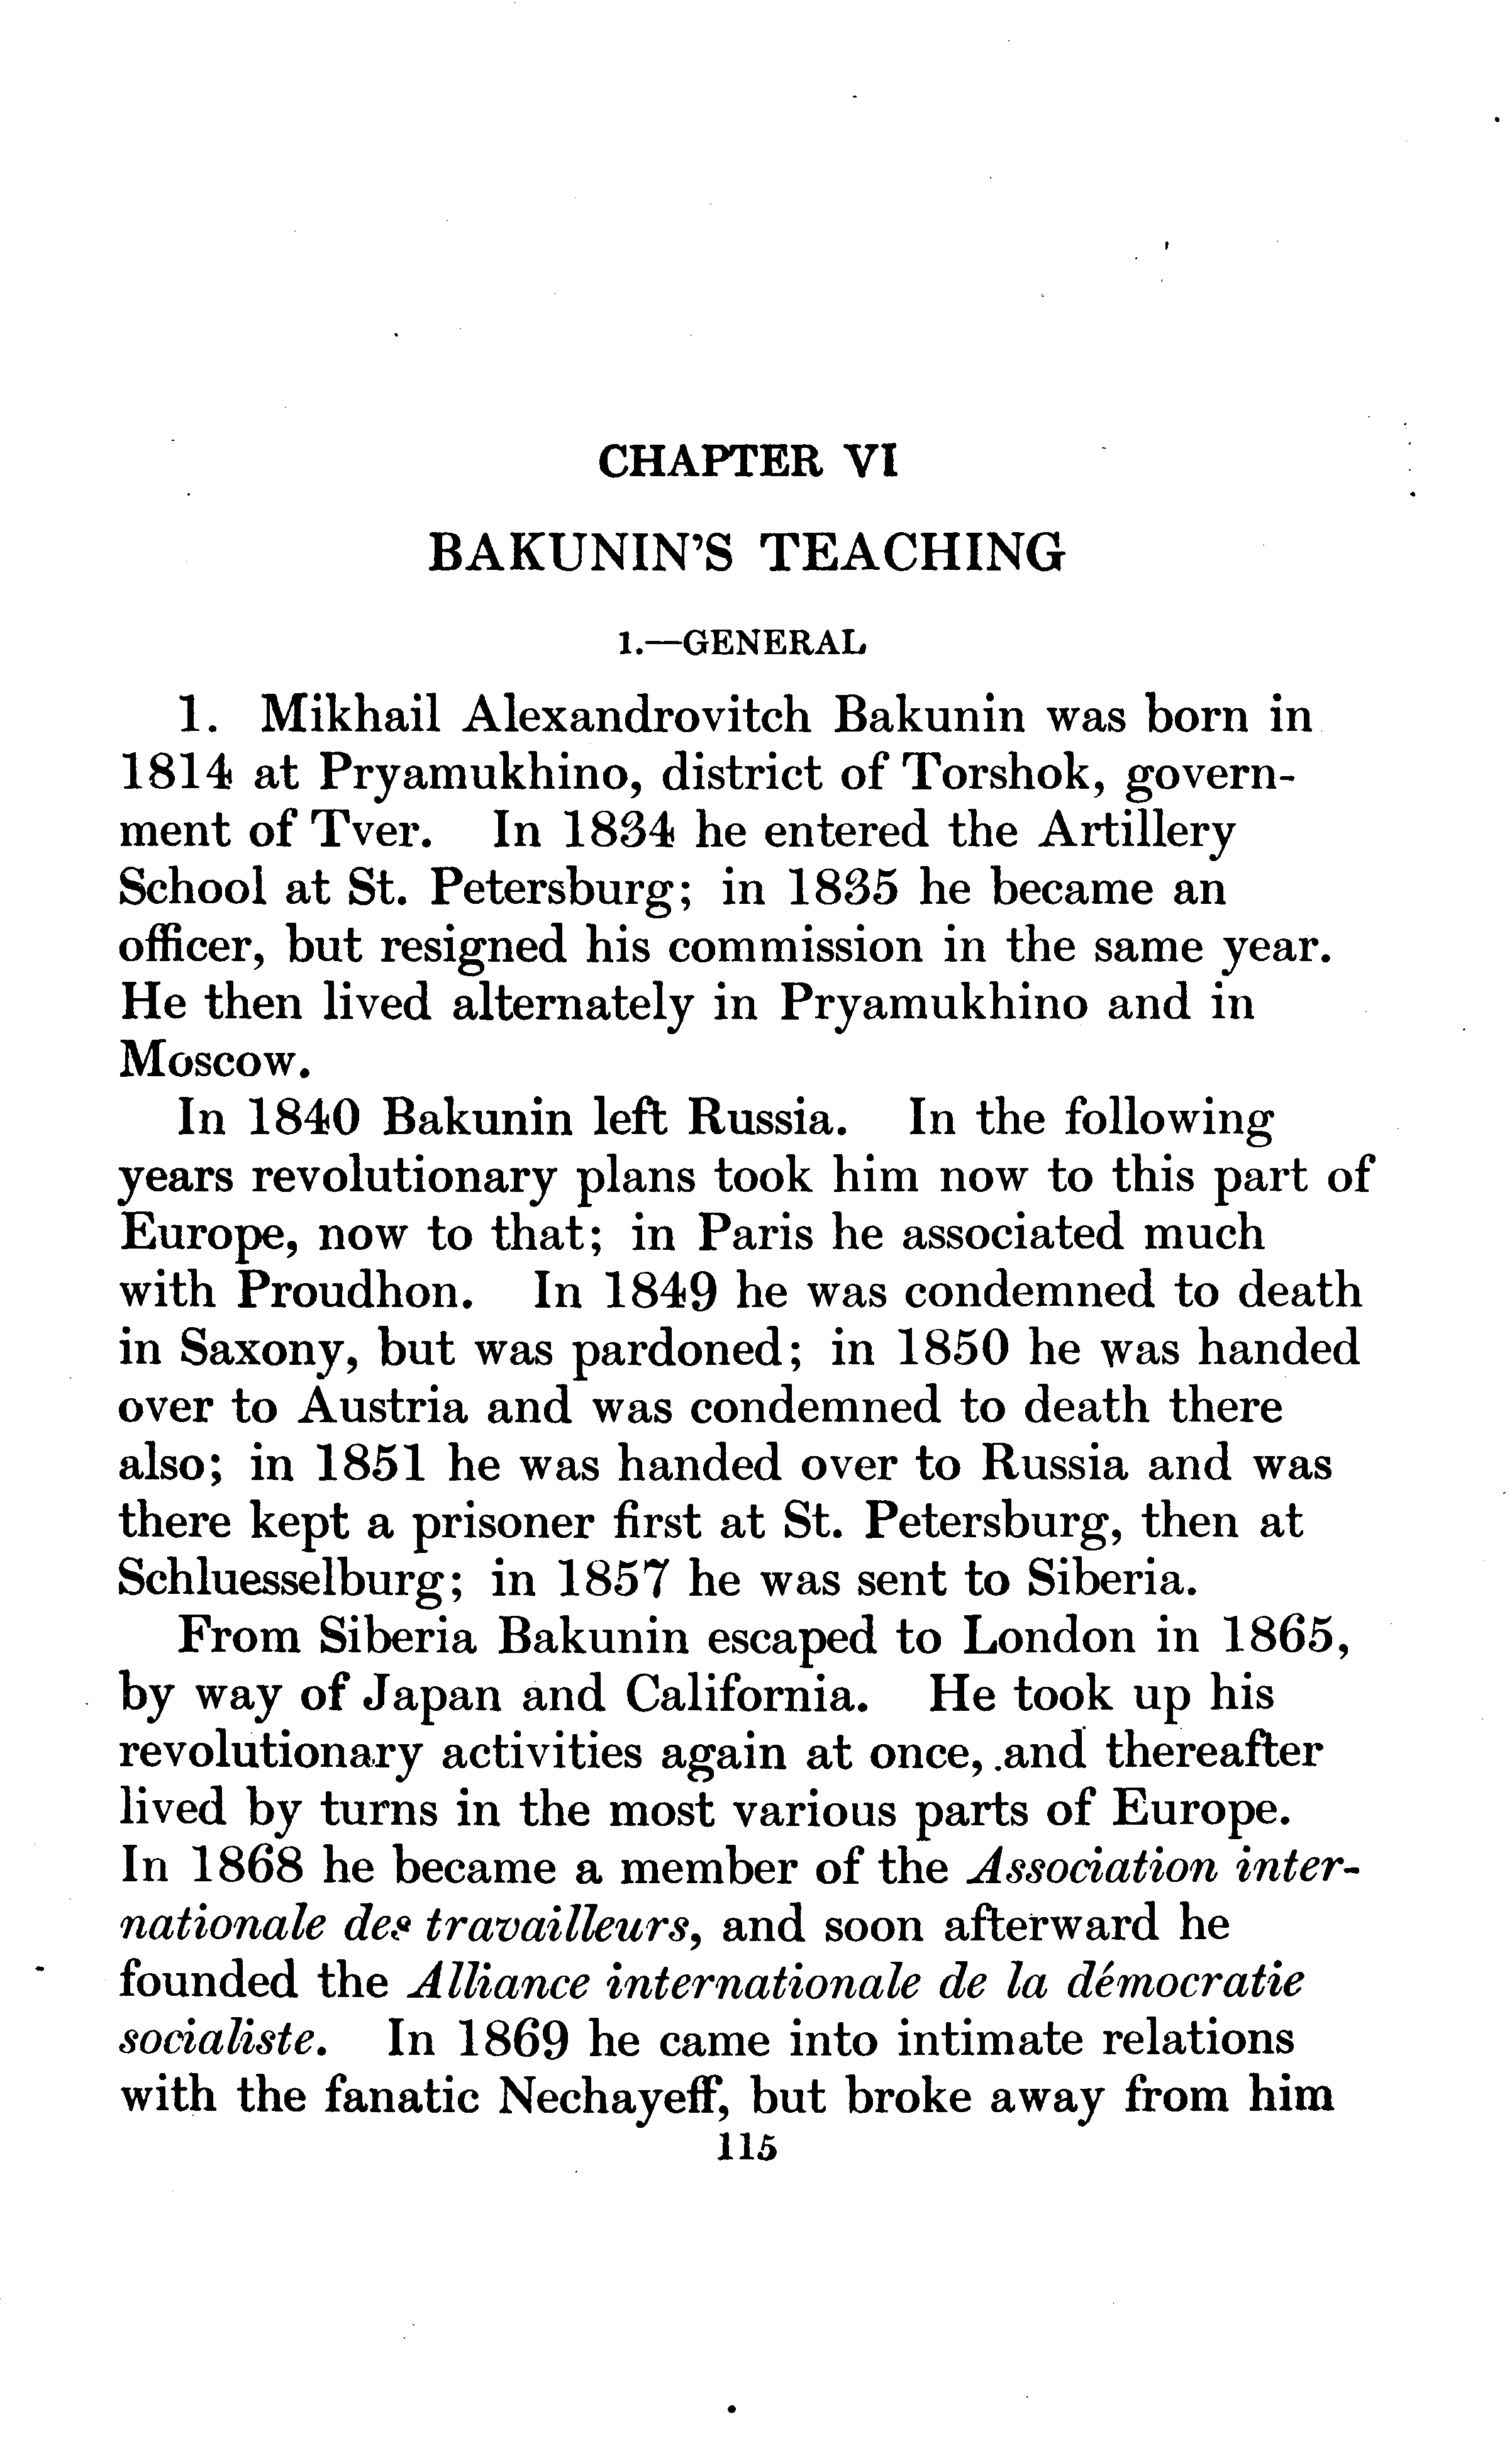 CHAPTER VI
BAKUNIN'S TEACHING
1.—GENERAL
1. Mikhail Alexandrovitch Bakunin was born in
1814 at Pryamukhino, district of Torshok, govern-
ment of Tver. In 1834 he entered the Artillery
School at St. Petersburg; in 1835 he became an
officer, but resigned his commission in the same year.
He then lived alternately in Pryamukhino and in
Moscow.
In 1840 Bakunin left Russia. In the following
years revolutionary plans took him now to this part of
Europe, now to that; in Paris he associated much
with Proudhon. In 1849 he was condemned to death
in Saxony, but was pardoned; in 1850 he was handed
over to Austria and was condemned to death there
also; in 1851 he was handed over to Russia and was
there kept a prisoner first at St. Petersburg, then at
Schluesselburg; in 1857 he was sent to Siberia.
From Siberia Bakunin escaped to London in 1865,
by way of Japan and California. He took up his
revolutionary activities again at once, and thereafter
lived by turns in the most various parts of Europe.
In 1868 he became a member of the Association inter-
nationale des travailleurs, and soon afterward he
founded the Alliance internationale de la démocratie
socialiste. In 1869 he came into intimate relations
with the fanatic Nechayeff, but broke away from him
115